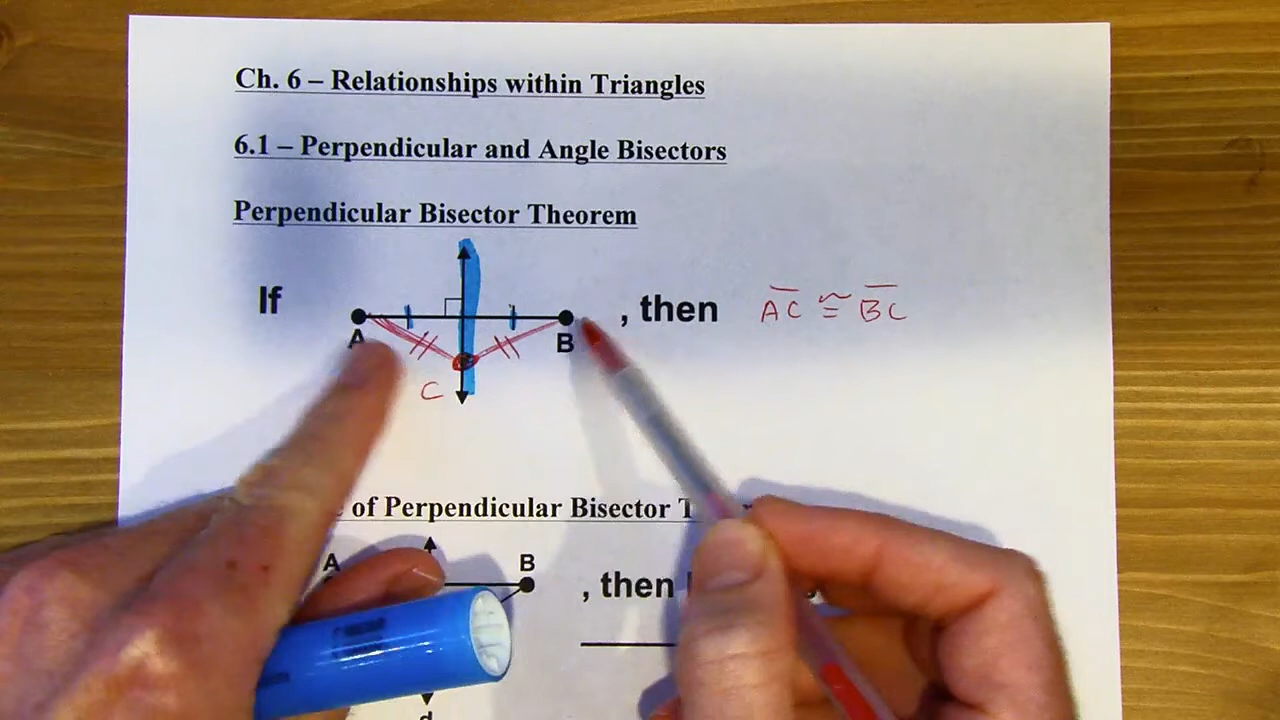 Ch. 6 – Relationships within Triangles
6.1 – Perpendicular and Angle Bisectors
Perpendicular Bisector Theorem
If A B C , then AC ≅ BC
of Perpendicular Bisector
A B , then
d